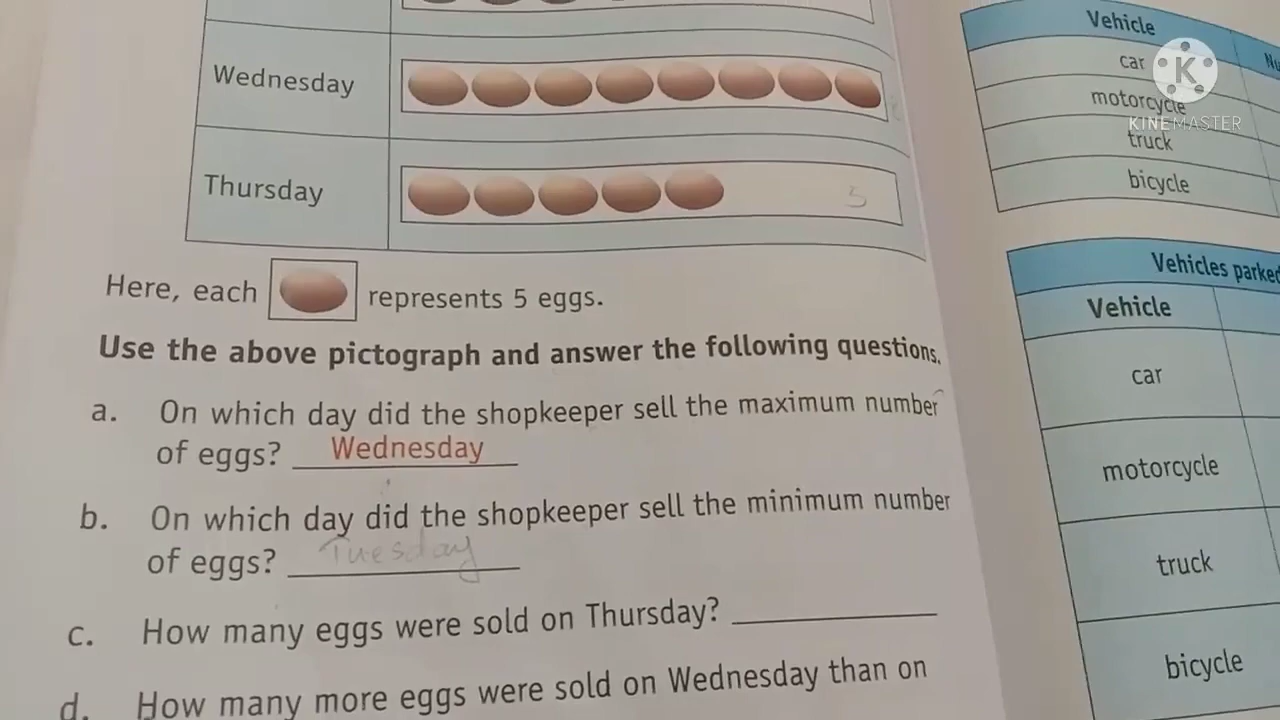 Wednesday
Thursday
5
Here, each represents 5 eggs.
Use the above pictograph and answer the following questions.
a. On which day did the shopkeeper sell the maximum number
of eggs? Wednesday
b. On which day did the shopkeeper sell the minimum number
of eggs? Tuesday
c. How many eggs were sold on Thursday?
d. How many more eggs were sold on Wednesday than on
Vehicle
car
motorcycle
truck
bicycle
K
KINEMASTER
Vehicles parked
Vehicle
car
motorcycle
truck
bicycle